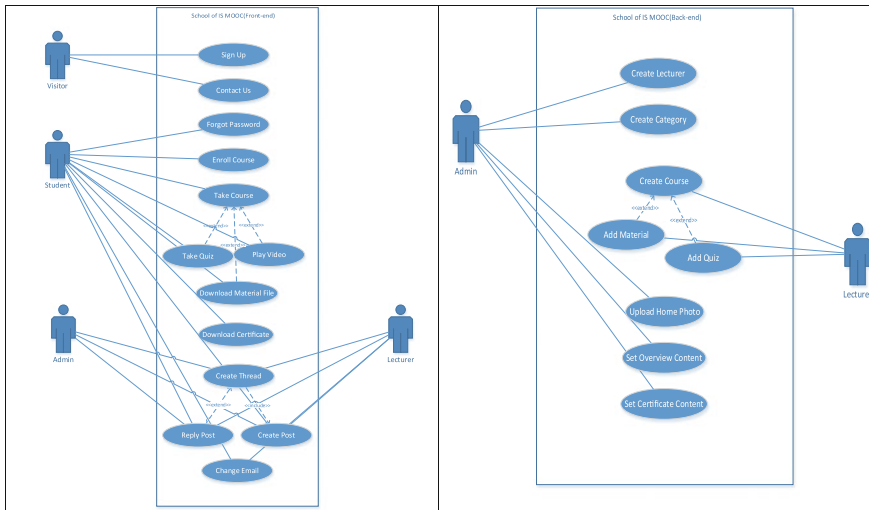 School of IS MOOC(Front-end)
Visitor
Sign Up
Contact Us
Forgot Password
Student
Enroll Course
Take Course
<<extend>>
<<extend>>
<<extend>>
Take Quiz
Play Video
Download Material File
Download Certificate
Admin
Lecturer
Create Thread
<<extend>>
<<include>>
Reply Post
Create Post
Change Email
School of IS MOOC(Back-end)
Create Lecturer
Create Category
Admin
Create Course
<<extend>>
<<extend>>
Add Material
Add Quiz
Lecturer
Upload Home Photo
Set Overview Content
Set Certificate Content